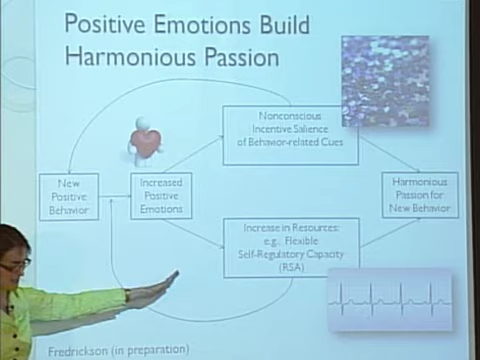 Positive Emotions Build
Harmonious Passion
Nonconscious
Incentive Salience
of Behavior-related Cues
New
Positive
Behavior
Increased
Positive
Emotions
Harmonious
Passion for
New Behavior
Increase in Resources:
e.g., Flexible
Self-Regulatory Capacity
(RSA)
Fredrickson (in preparation)